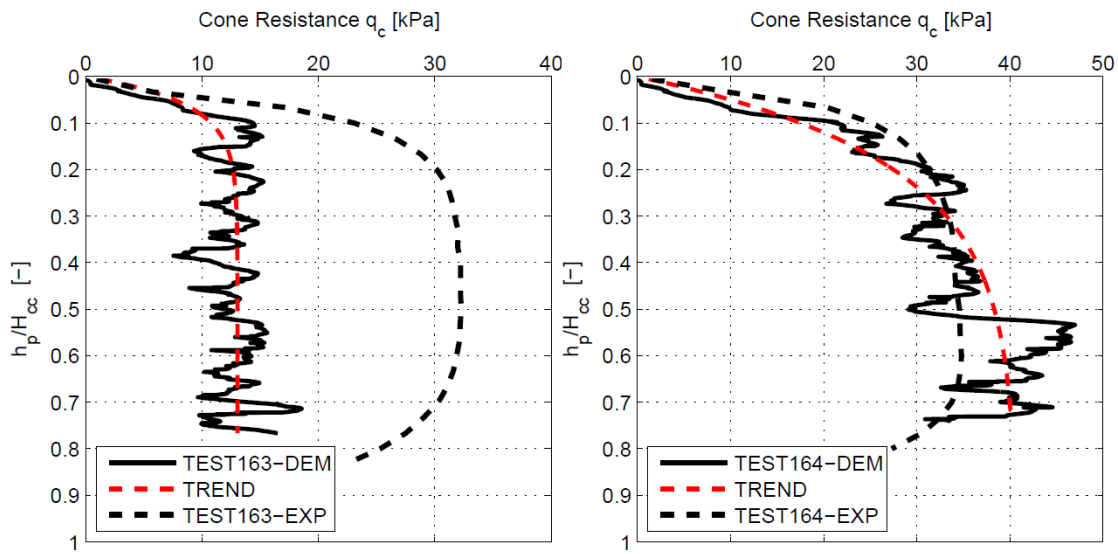 Cone Resistance q_c [kPa]
0 10 20 30 40
0
0.1
0.2
0.3
0.4
0.5
0.6
0.7
0.8
0.9
1
h_p/H_cc [−]
TEST163−DEM
TREND
TEST163−EXP
Cone Resistance q_c [kPa]
0 10 20 30 40 50
0
0.1
0.2
0.3
0.4
0.5
0.6
0.7
0.8
0.9
1
h_p/H_cc [−]
TEST164−DEM
TREND
TEST164−EXP